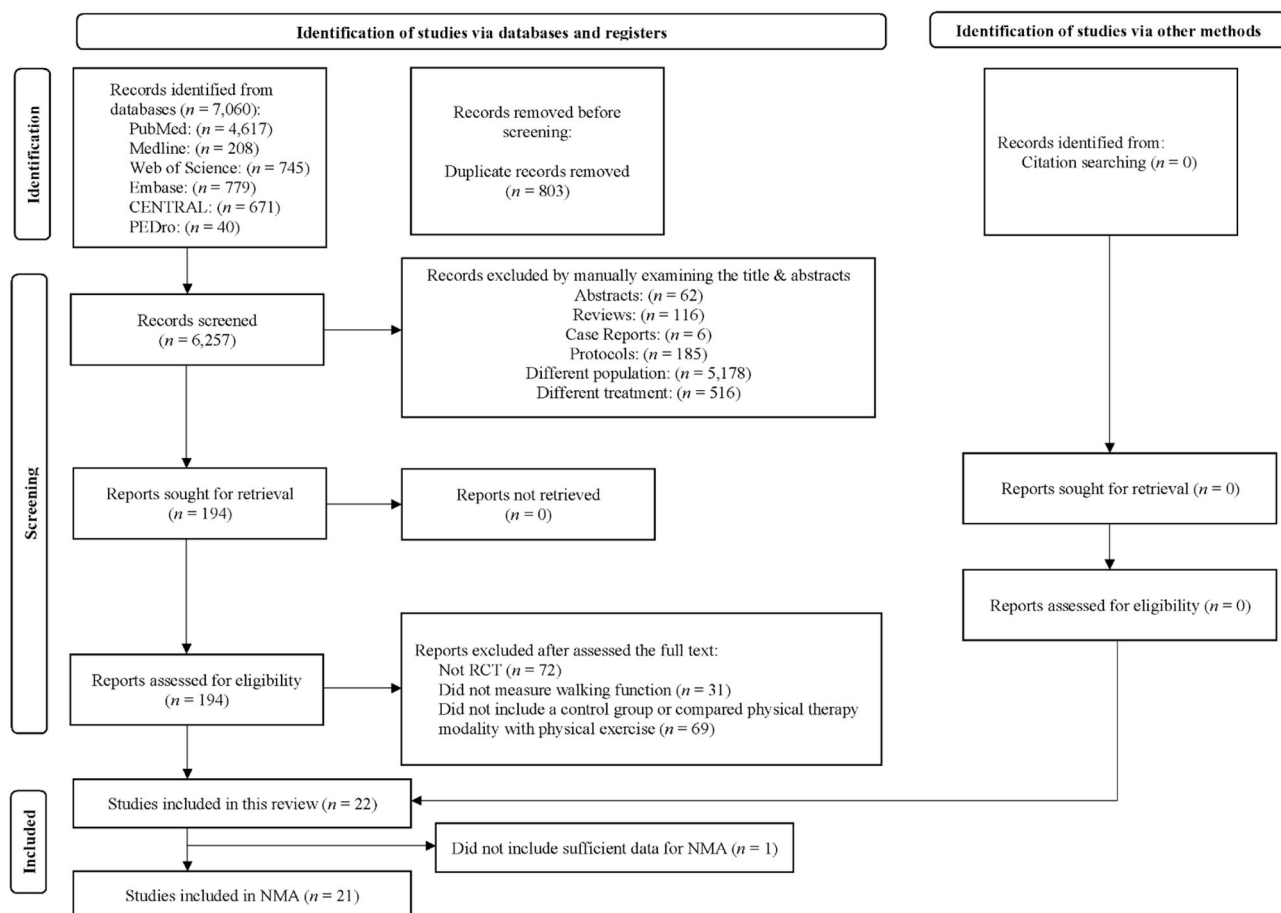 Identification of studies via databases and registers
Identification of studies via other methods
Identification
Records identified from
databases (n = 7,060):
PubMed: (n = 4,617)
Medline: (n = 208)
Web of Science: (n = 745)
Embase: (n = 779)
CENTRAL: (n = 671)
PEDro: (n = 40)
Records removed before
screening:
Duplicate records removed
(n = 803)
Records identified from:
Citation searching (n = 0)
Screening
Records screened
(n = 6,257)
Records excluded by manually examining the title & abstracts
Abstracts: (n = 62)
Reviews: (n = 116)
Case Reports: (n = 6)
Protocols: (n = 185)
Different population: (n = 5,178)
Different treatment: (n = 516)
Reports sought for retrieval
(n = 194)
Reports not retrieved
(n = 0)
Reports sought for retrieval (n = 0)
Reports assessed for eligibility
(n = 194)
Reports excluded after assessed the full text:
Not RCT (n = 72)
Did not measure walking function (n = 31)
Did not include a control group or compared physical therapy
modality with physical exercise (n = 69)
Reports assessed for eligibility (n = 0)
Included
Studies included in this review (n = 22)
Did not include sufficient data for NMA (n = 1)
Studies included in NMA (n = 21)